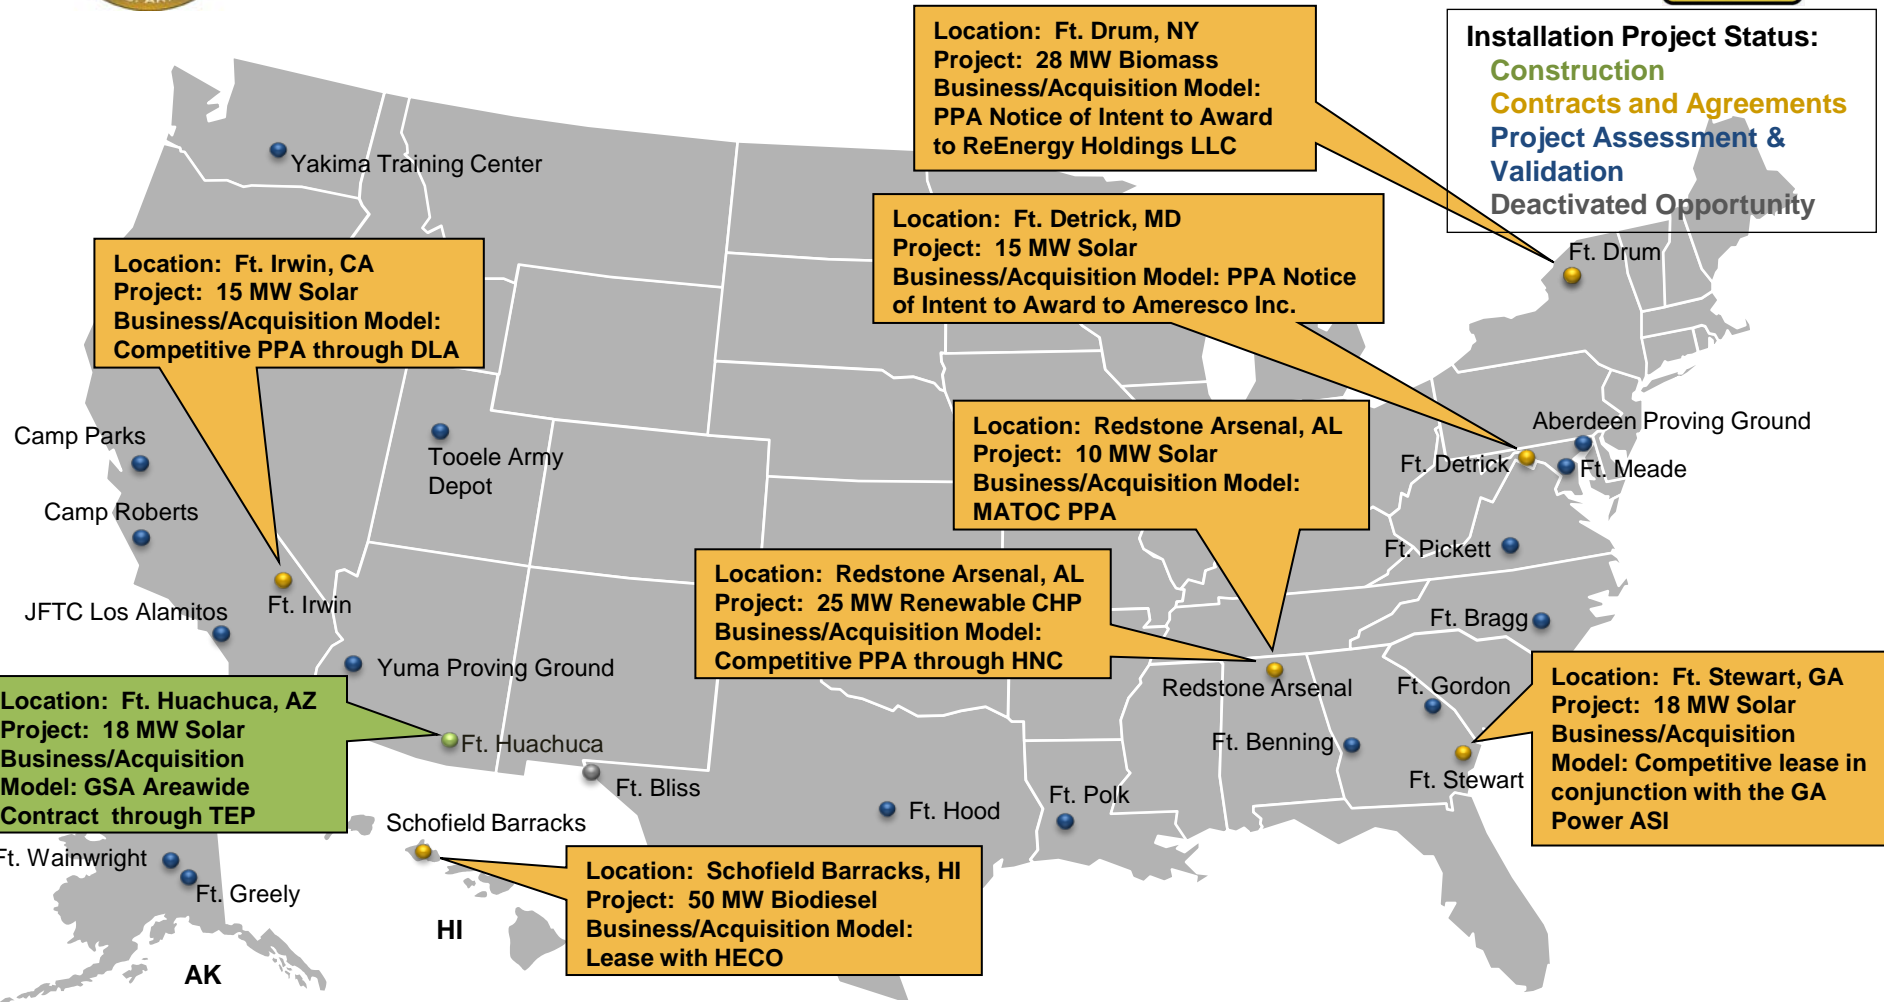 Location: Ft. Drum, NY
Project: 28 MW Biomass
Business/Acquisition Model:
PPA Notice of Intent to Award
to ReEnergy Holdings LLC
Installation Project Status:
Construction
Contracts and Agreements
Project Assessment &
Validation
Deactivated Opportunity
Yakima Training Center
Location: Ft. Detrick, MD
Project: 15 MW Solar
Business/Acquisition Model: PPA Notice
of Intent to Award to Ameresco Inc.
Ft. Drum
Location: Ft. Irwin, CA
Project: 15 MW Solar
Business/Acquisition Model:
Competitive PPA through DLA
Camp Parks
Tooele Army
Depot
Location: Redstone Arsenal, AL
Project: 10 MW Solar
Business/Acquisition Model:
MATOC PPA
Aberdeen Proving Ground
Ft. Detrick
Ft. Meade
Camp Roberts
Ft. Pickett
Location: Redstone Arsenal, AL
Project: 25 MW Renewable CHP
Business/Acquisition Model:
Competitive PPA through HNC
Ft. Irwin
JFTC Los Alamitos
Ft. Bragg
Yuma Proving Ground
Redstone Arsenal
Ft. Gordon
Location: Ft. Stewart, GA
Project: 18 MW Solar
Business/Acquisition
Model: Competitive lease in
conjunction with the GA
Power ASI
Location: Ft. Huachuca, AZ
Project: 18 MW Solar
Business/Acquisition
Model: GSA Areawide
Contract through TEP
Ft. Huachuca
Ft. Benning
Ft. Stewart
Ft. Bliss
Ft. Hood
Ft. Polk
Schofield Barracks
Ft. Wainwright
Ft. Greely
Location: Schofield Barracks, HI
Project: 50 MW Biodiesel
Business/Acquisition Model:
Lease with HECO
HI
AK